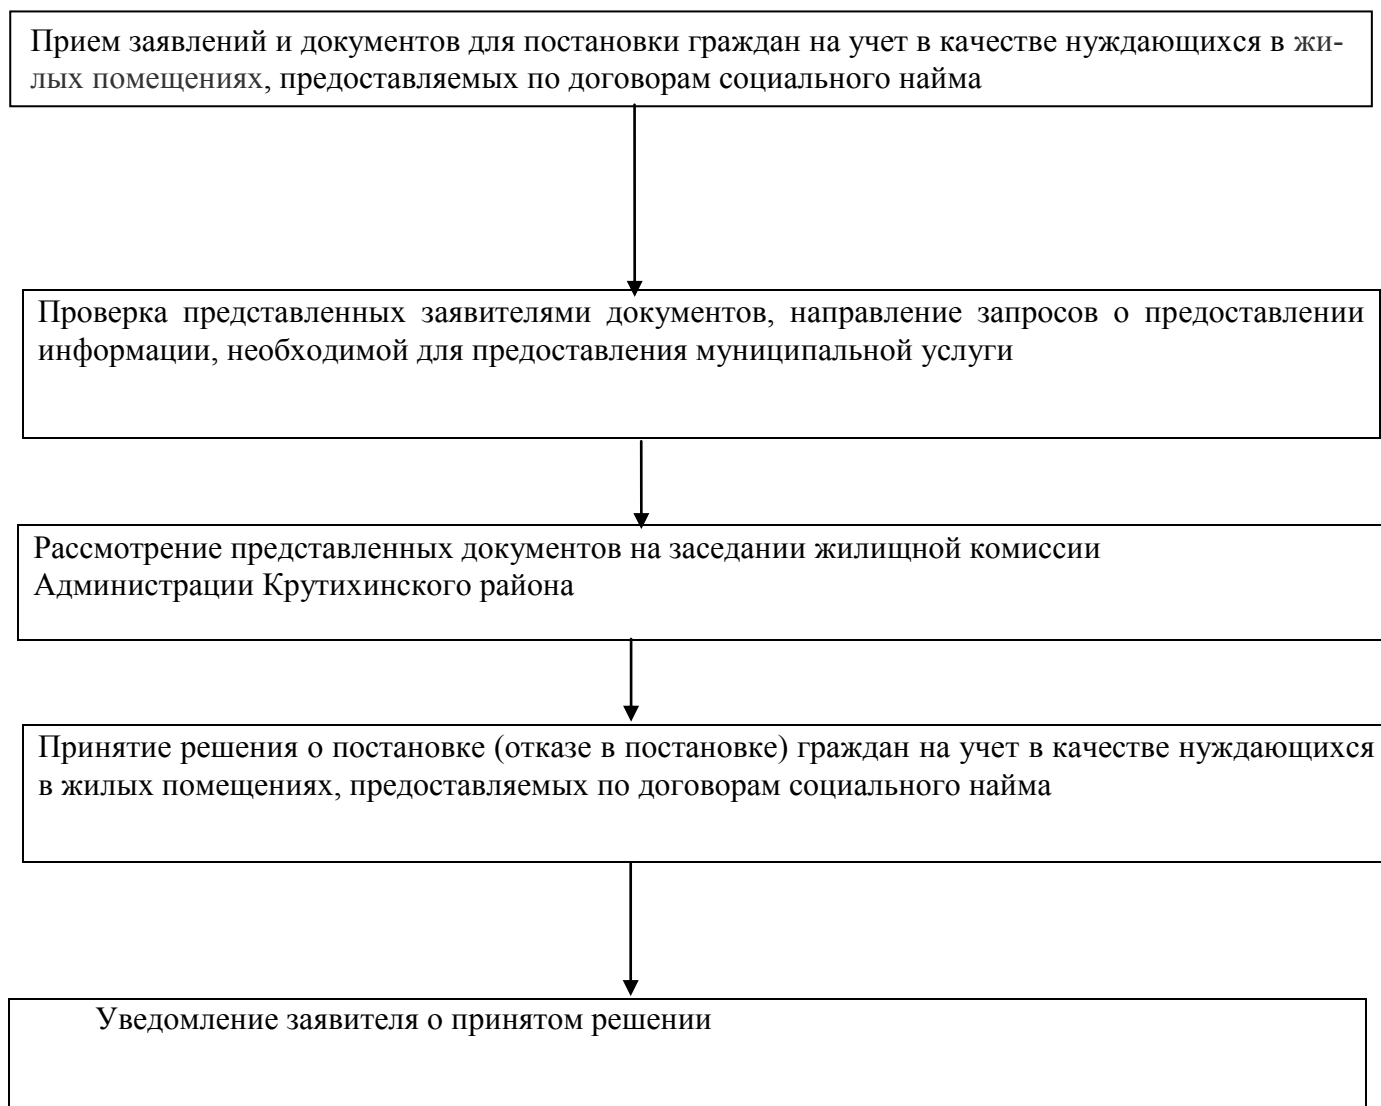 Прием заявлений и документов для постановки граждан на учет в качестве нуждающихся в жи-
лых помещениях, предоставляемых по договорам социального найма
Проверка представленных заявителями документов, направление запросов о предоставлении
информации, необходимой для предоставления муниципальной услуги
Рассмотрение представленных документов на заседании жилищной комиссии
Администрации Крутихинского района
Принятие решения о постановке (отказе в постановке) граждан на учет в качестве нуждающихся
в жилых помещениях, предоставляемых по договорам социального найма
Уведомление заявителя о принятом решении